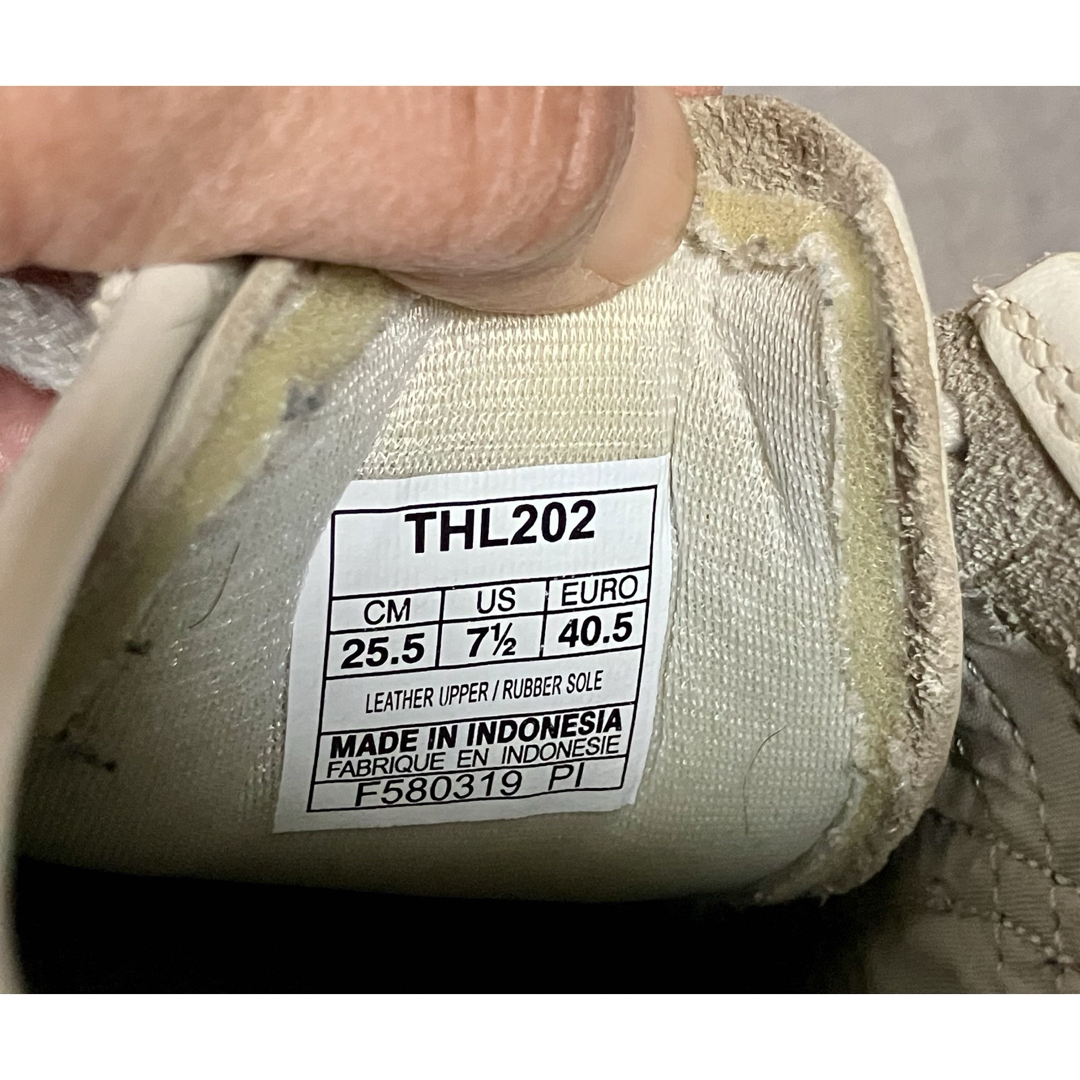 THL202
CM US EURO
25.5 7½ 40.5
LEATHER UPPER / RUBBER SOLE
MADE IN INDONESIA
FABRIQUE EN INDONESIE
F580319 PI